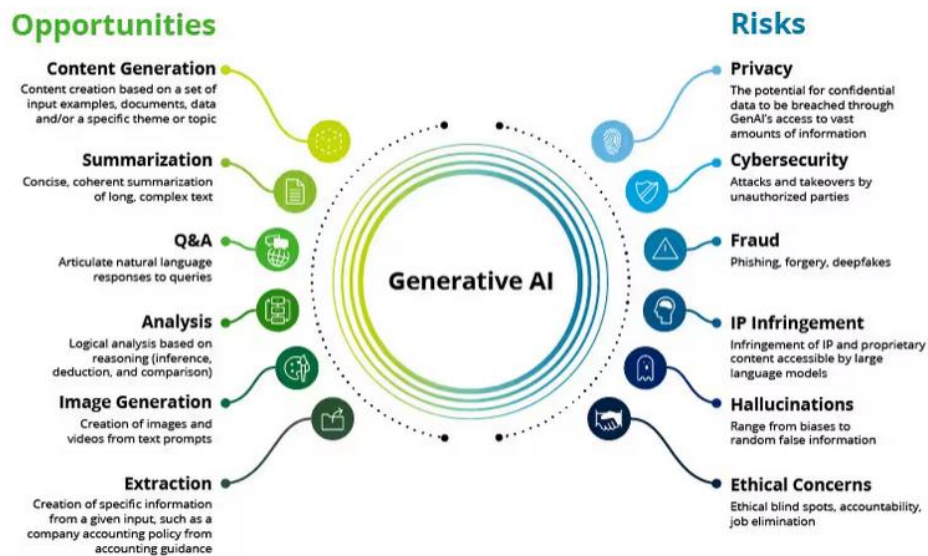 Opportunities
Content Generation
Content creation based on a set of
input examples, documents, data
and/or a specific theme or topic
Summarization
Concise, coherent summarization
of long, complex text
Q&A
Articulate natural language
responses to queries
Analysis
Logical analysis based on
reasoning (inference,
deduction, and comparison)
Image Generation
Creation of images and
videos from text prompts
Extraction
Creation of specific information
from a given input, such as a
company accounting policy from
accounting guidance
Generative AI
Risks
Privacy
The potential for confidential
data to be breached through
GenAI's access to vast
amounts of information
Cybersecurity
Attacks and takeovers by
unauthorized parties
Fraud
Phishing, forgery, deepfakes
IP Infringement
Infringement of IP and proprietary
content accessible by large
language models
Hallucinations
Range from biases to
random false information
Ethical Concerns
Ethical blind spots, accountability,
job elimination